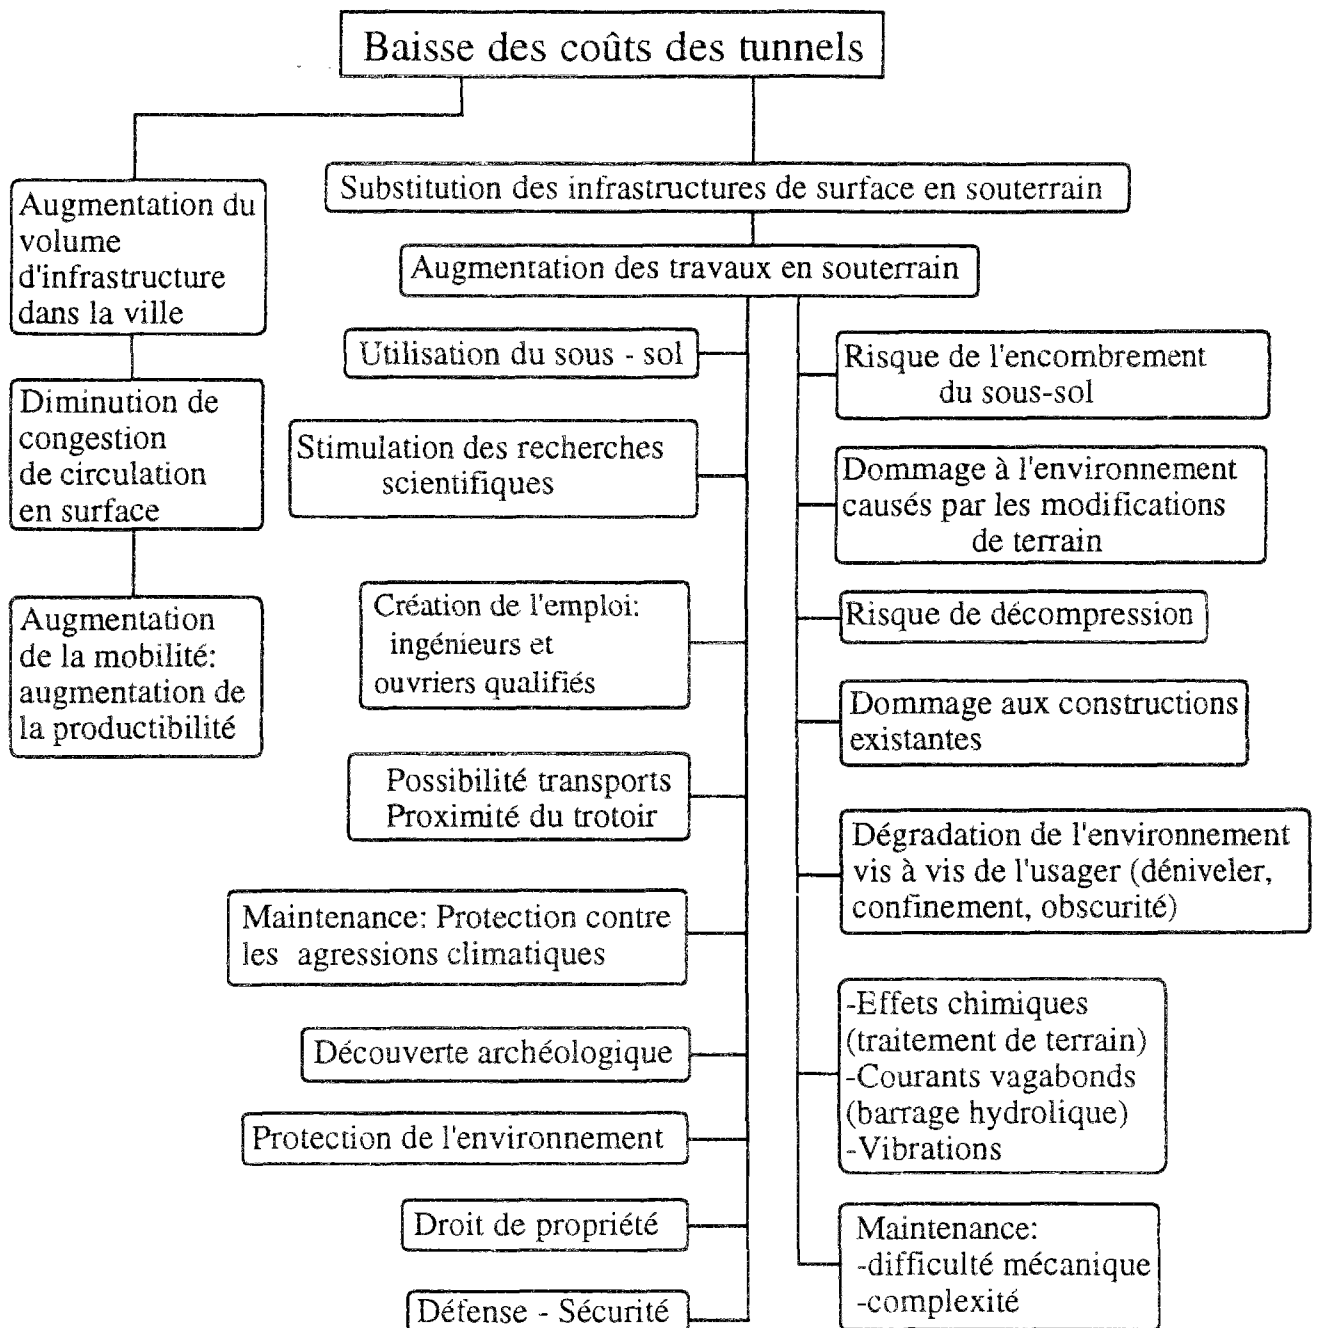 Baisse des coûts des tunnels
Augmentation du
volume
d'infrastructure
dans la ville
Diminution de
congestion
de circulation
en surface
Augmentation
de la mobilité:
augmentation de
la productibilité
Substitution des infrastructures de surface en souterrain
Augmentation des travaux en souterrain
Utilisation du sous - sol
Stimulation des recherches
scientifiques
Création de l'emploi:
ingénieurs et
ouvriers qualifiés
Possibilité transports
Proximité du trotoir
Maintenance: Protection contre
les agressions climatiques
Découverte archéologique
Protection de l'environnement
Droit de propriété
Défense - Sécurité
Risque de l'encombrement
du sous-sol
Dommage à l'environnement
causés par les modifications
de terrain
Risque de décompression
Dommage aux constructions
existantes
Dégradation de l'environnement
vis à vis de l'usager (déniveler,
confinement, obscurité)
-Effets chimiques
(traitement de terrain)
-Courants vagabonds
(barrage hydrolique)
-Vibrations
Maintenance:
-difficulté mécanique
-complexité